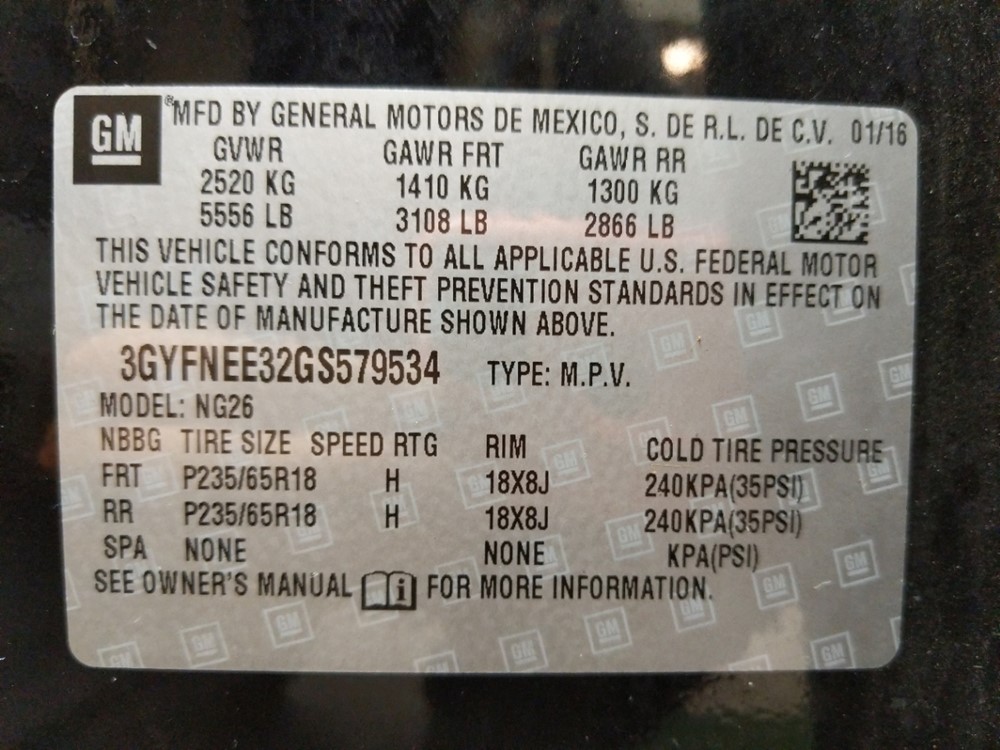 GM ® MFD BY GENERAL MOTORS DE MEXICO, S. DE R.L. DE C.V. 01/16
GVWR GAWR FRT GAWR RR
2520 KG 1410 KG 1300 KG
5556 LB 3108 LB 2866 LB
THIS VEHICLE CONFORMS TO ALL APPLICABLE U.S. FEDERAL MOTOR
VEHICLE SAFETY AND THEFT PREVENTION STANDARDS IN EFFECT ON
THE DATE OF MANUFACTURE SHOWN ABOVE.
3GYFNEE32GS579534 TYPE: M.P.V.
MODEL: NG26
NBBG TIRE SIZE SPEED RTG RIM COLD TIRE PRESSURE
FRT P235/65R18 H 18X8J 240KPA(35PSI)
RR P235/65R18 H 18X8J 240KPA(35PSI)
SPA NONE NONE KPA(PSI)
SEE OWNER'S MANUAL i FOR MORE INFORMATION.